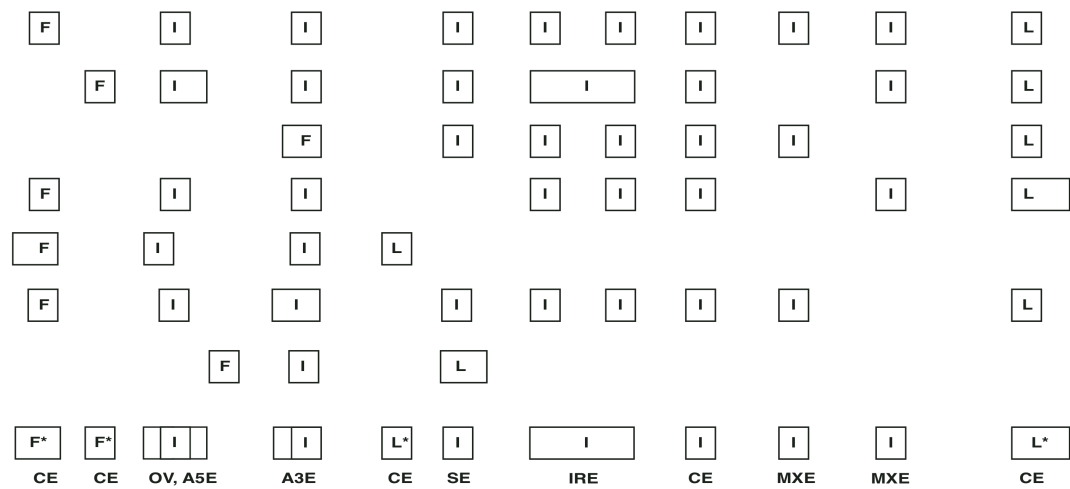 F I I I I I I I I L
F I I I I I I L
F I I I I I L
F I I I I I I L
F I I L
F I I I I I I I L
F I L
F* F* I I L* I I I I I L*
CE CE OV, A5E A3E CE SE IRE CE MXE MXE CE